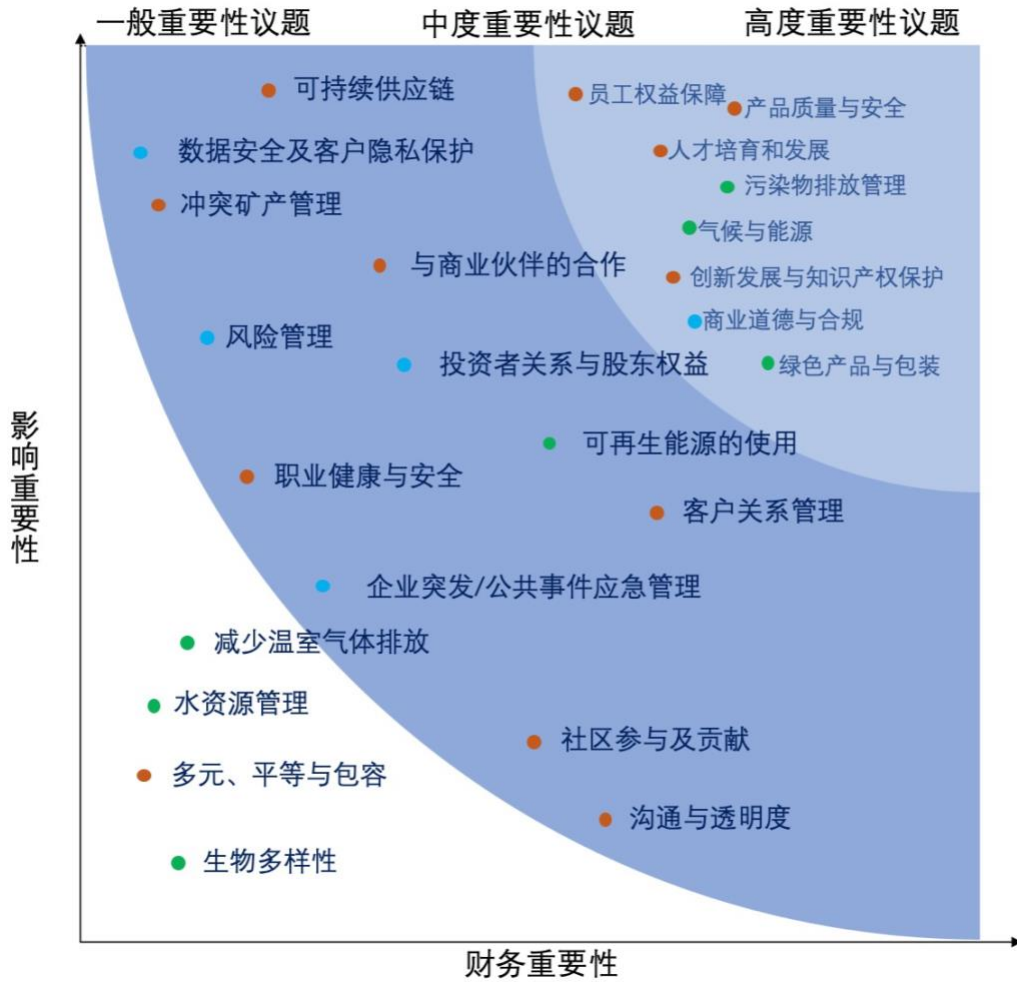 一般重要性议题
中度重要性议题
高度重要性议题
可持续供应链
员工权益保障
产品质量与安全
数据安全及客户隐私保护
人才培育和发展
污染物排放管理
冲突矿产管理
气候与能源
与商业伙伴的合作
创新发展与知识产权保护
商业道德与合规
风险管理
投资者关系与股东权益
绿色产品与包装
影响重要性
可再生能源的使用
职业健康与安全
客户关系管理
企业突发/公共事件应急管理
减少温室气体排放
水资源管理
社区参与及贡献
多元、平等与包容
沟通与透明度
生物多样性
财务重要性